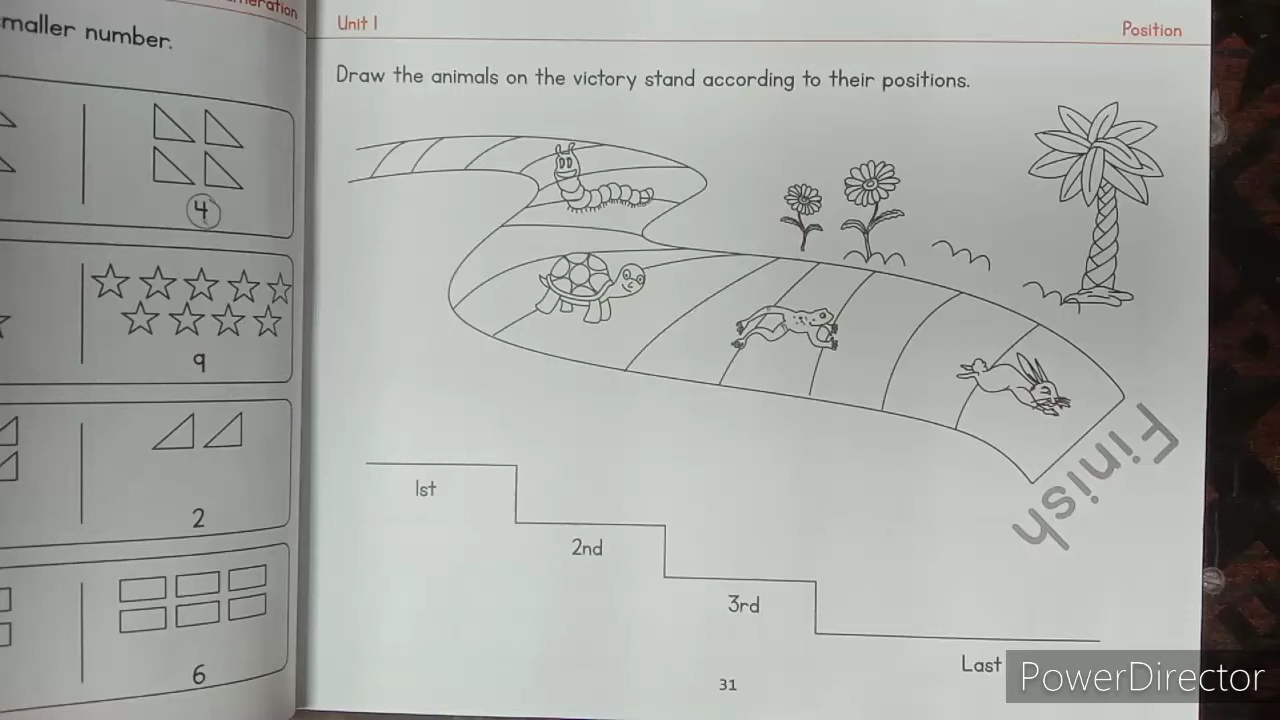 maller number.
4
9
2
6
Unit 1
Position
Draw the animals on the victory stand according to their positions.
Finish
1st
2nd
3rd
Last
31
PowerDirector